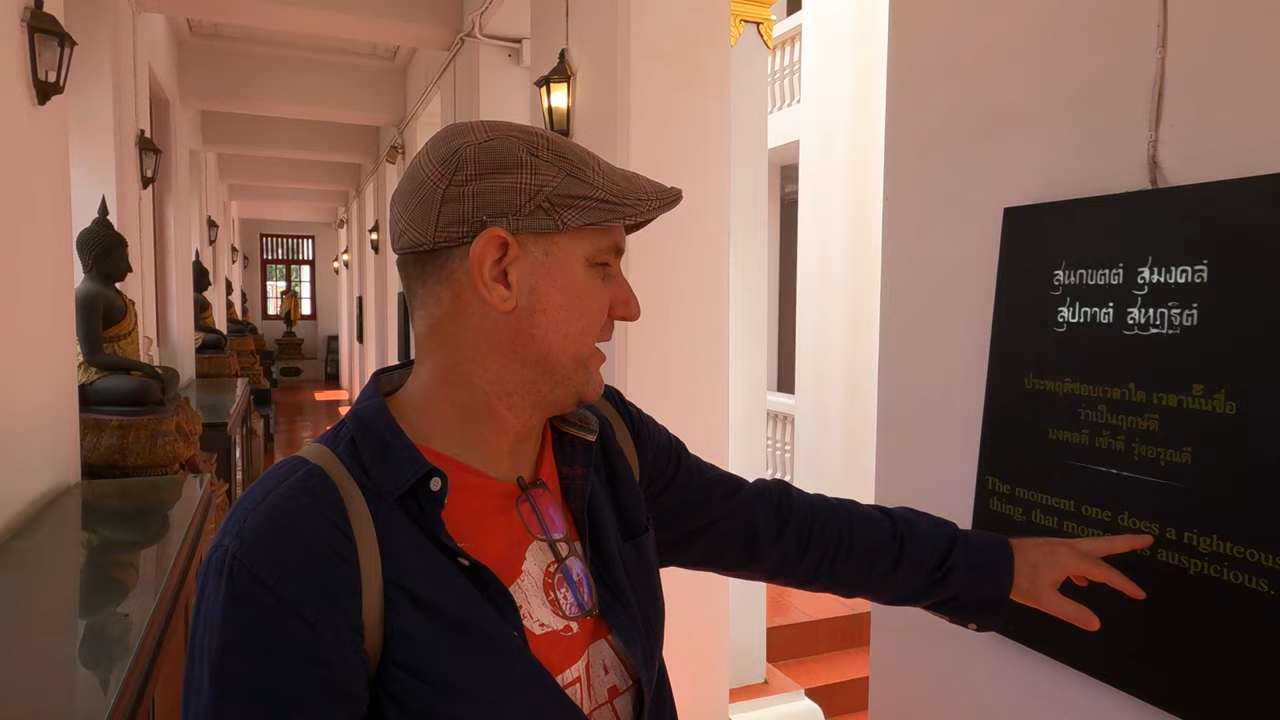 สุนกฺขตฺตํ สุมงฺคลํ
สุปภาตํ สุหุฏฺฐิตํ
ประพฤติชอบเวลาใด เวลานั้นชื่อ
ว่าเป็นฤกษ์ดี
มงคลดี เช้าดี รุ่งอรุณดี
The moment one does a righteous
thing, that moment is auspicious.